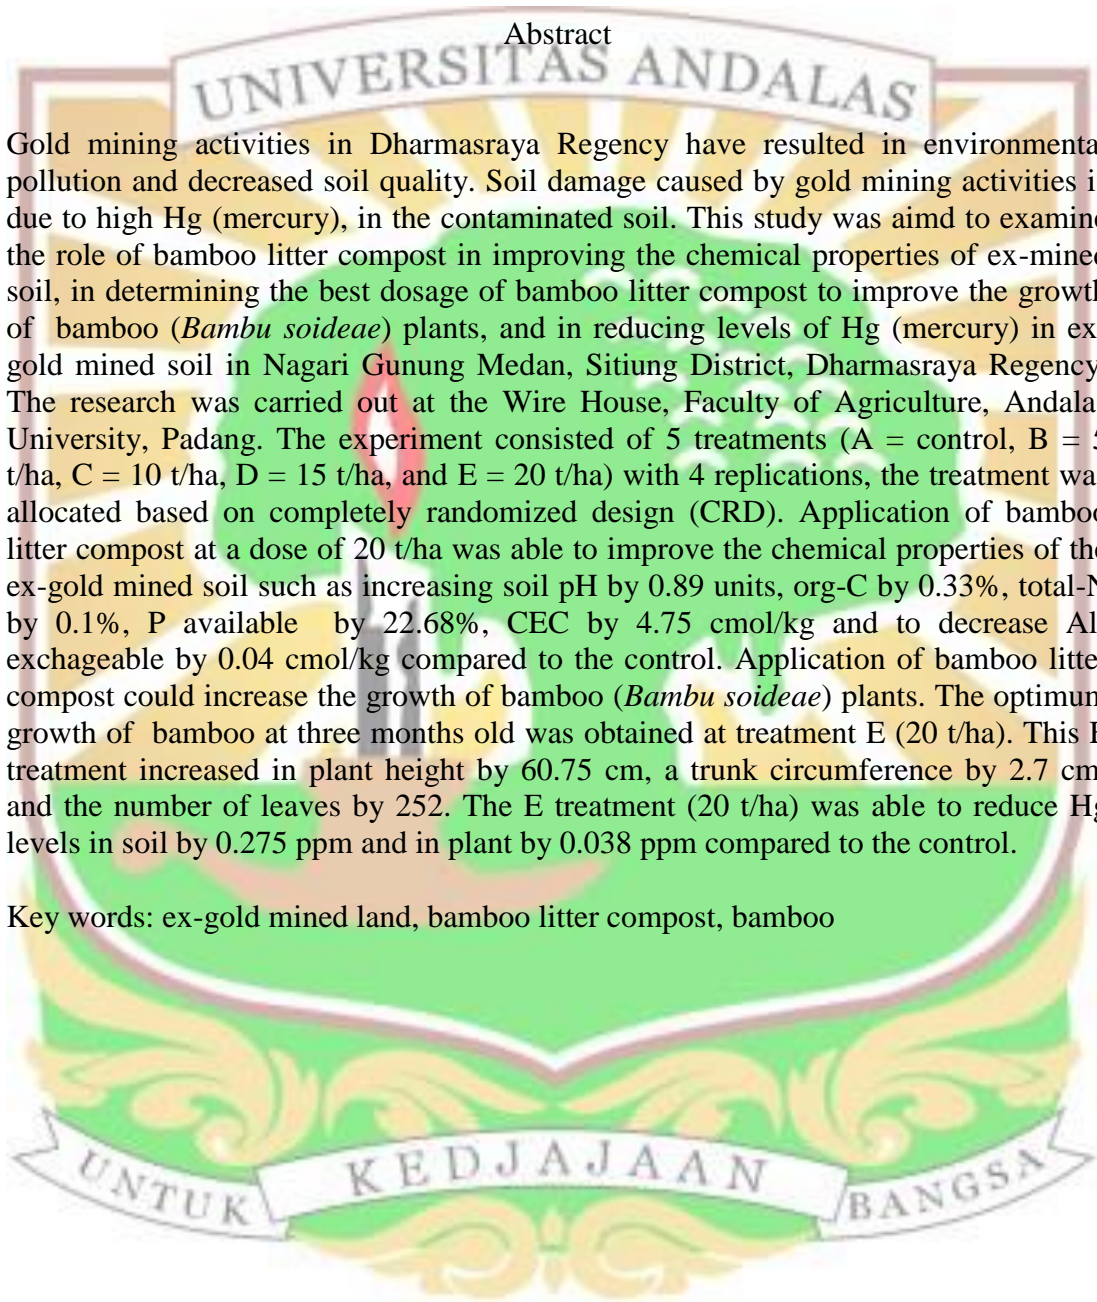 Abstract
UNIVERSITAS ANDALAS
Gold mining activities in Dharmasraya Regency have resulted in environmenta
pollution and decreased soil quality. Soil damage caused by gold mining activities i
due to high Hg (mercury), in the contaminated soil. This study was aimd to examine
the role of bamboo litter compost in improving the chemical properties of ex-mined
soil, in determining the best dosage of bamboo litter compost to improve the growth
of bamboo (Bambu soideae) plants, and in reducing levels of Hg (mercury) in ex
gold mined soil in Nagari Gunung Medan, Sitiung District, Dharmasraya Regency
The research was carried out at the Wire House, Faculty of Agriculture, Andala
University, Padang. The experiment consisted of 5 treatments (A = control, B = 5
t/ha, C = 10 t/ha, D = 15 t/ha, and E = 20 t/ha) with 4 replications, the treatment wa
allocated based on completely randomized design (CRD). Application of bamboo
litter compost at a dose of 20 t/ha was able to improve the chemical properties of the
ex-gold mined soil such as increasing soil pH by 0.89 units, org-C by 0.33%, total-N
by 0.1%, P available by 22.68%, CEC by 4.75 cmol/kg and to decrease Al
exchageable by 0.04 cmol/kg compared to the control. Application of bamboo litte
compost could increase the growth of bamboo (Bambu soideae) plants. The optimum
growth of bamboo at three months old was obtained at treatment E (20 t/ha). This E
treatment increased in plant height by 60.75 cm, a trunk circumference by 2.7 cm
and the number of leaves by 252. The E treatment (20 t/ha) was able to reduce Hg
levels in soil by 0.275 ppm and in plant by 0.038 ppm compared to the control.
Key words: ex-gold mined land, bamboo litter compost, bamboo
UNTUK KEDJAJAAN BANGSA